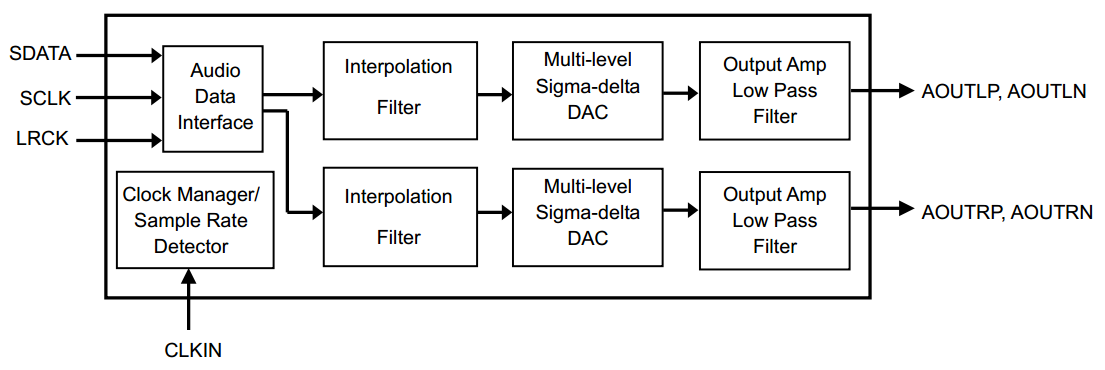 SDATA
SCLK
LRCK
Audio
Data
Interface
Interpolation
Filter
Multi-level
Sigma-delta
DAC
Output Amp
Low Pass
Filter
AOUTLP, AOUTLN
Clock Manager/
Sample Rate
Detector
Interpolation
Filter
Multi-level
Sigma-delta
DAC
Output Amp
Low Pass
Filter
AOUTRP, AOUTRN
CLKIN